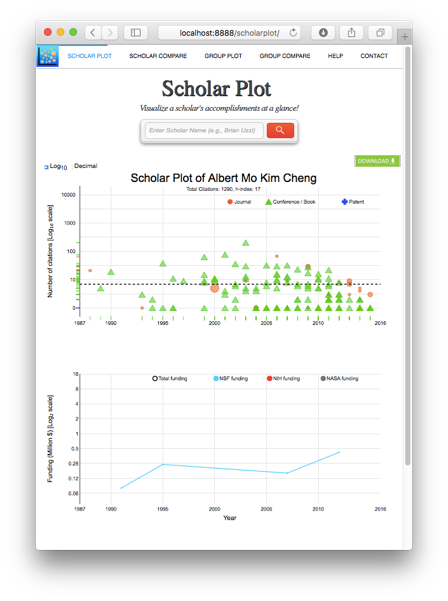 localhost:8888/scholarplot/
SCHOLAR PLOT SCHOLAR COMPARE GROUP PLOT GROUP COMPARE HELP CONTACT
Scholar Plot
Visualize a scholar's accomplishments at a glance!
Enter Scholar Name (e.g., Brian Uzzi)
Log10 Decimal
DOWNLOAD
Scholar Plot of Albert Mo Kim Cheng
Total Citations: 1290, h-index: 17
Journal Conference / Book Patent
Number of citations [Log10 scale]
10000
1000
100
10
1
0
1987 1990 1995 2000 2005 2010 2016
Total funding NSF funding NIH funding NASA funding
Funding (Million $) [Log2 scale]
16
8
4
2
1
0.5
0.25
0.12
0.06
1987 1990 1995 2000 2005 2010 2016
Year